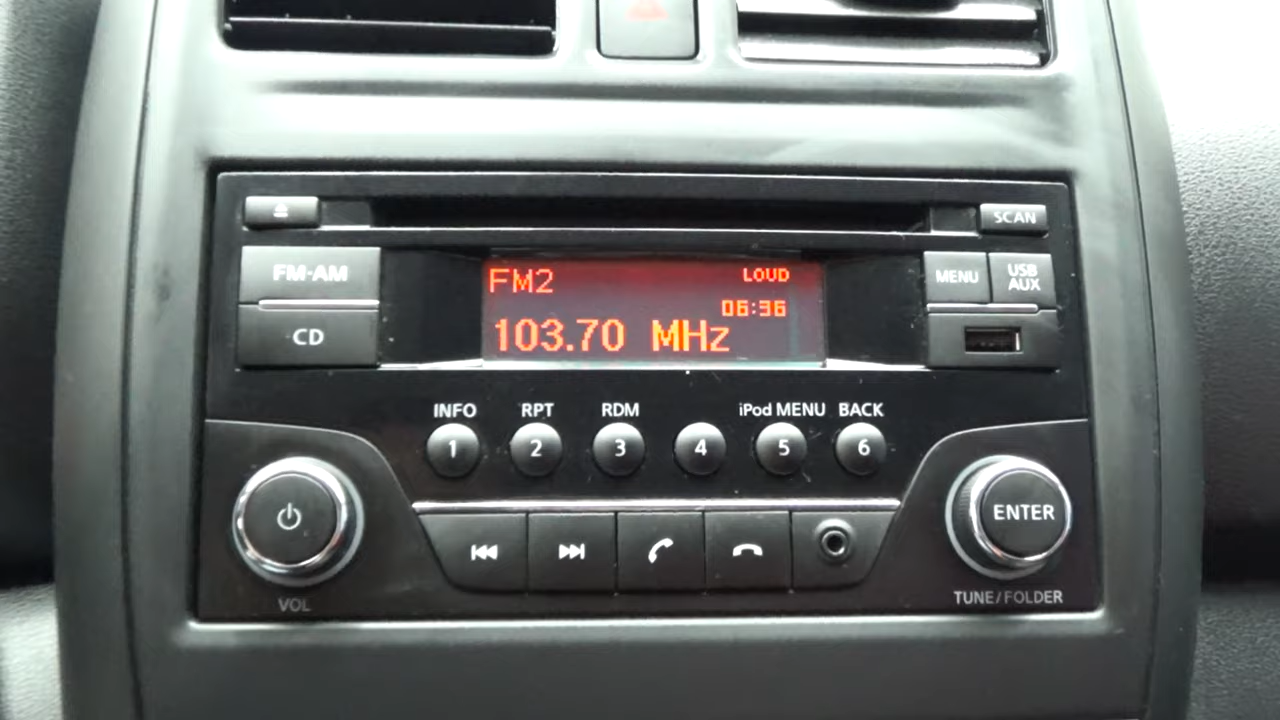 SCAN
FM·AM
CD
FM2
LOUD
06:36
103.70 MHz
MENU
USB
AUX
INFO
RPT
RDM
iPod MENU
BACK
1
2
3
4
5
6
ENTER
VOL
TUNE/FOLDER